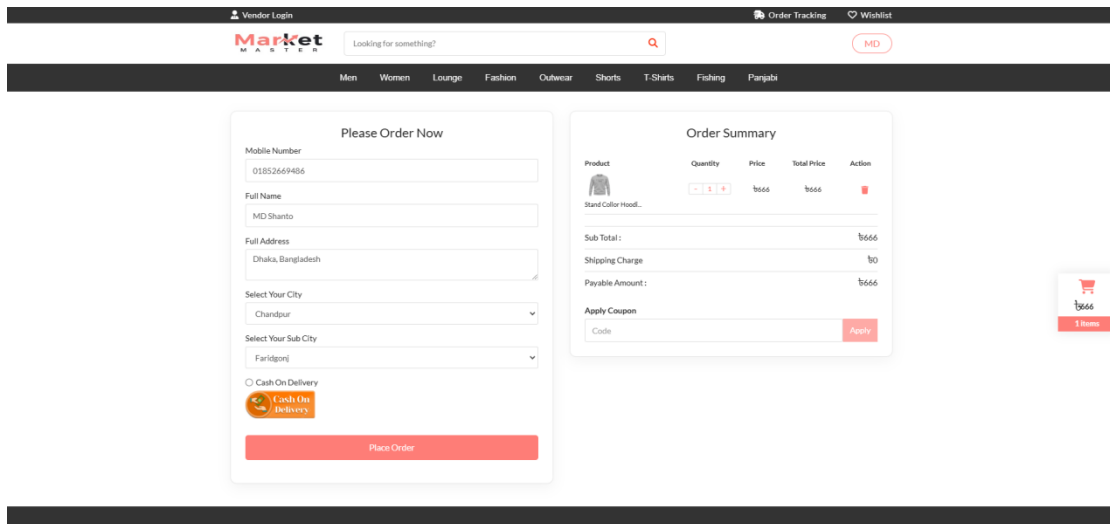 Vendor Login
Order Tracking
Wishlist
Market
MASTER
Looking for something?
MD
Men Women Lounge Fashion Outwear Shorts T-Shirts Fishing Panjabi
Please Order Now
Mobile Number
01852669486
Full Name
MD Shanto
Full Address
Dhaka, Bangladesh
Select Your City
Chandpur
Select Your Sub City
Faridgonj
Cash On Delivery
Cash On
Delivery
Place Order
Order Summary
Product Quantity Price Total Price Action
- 1 + ৳666 ৳666
Stand Collor Hoodi...
Sub Total : ৳666
Shipping Charge ৳0
Payable Amount : ৳666
Apply Coupon
Code
Apply
৳666
1 items